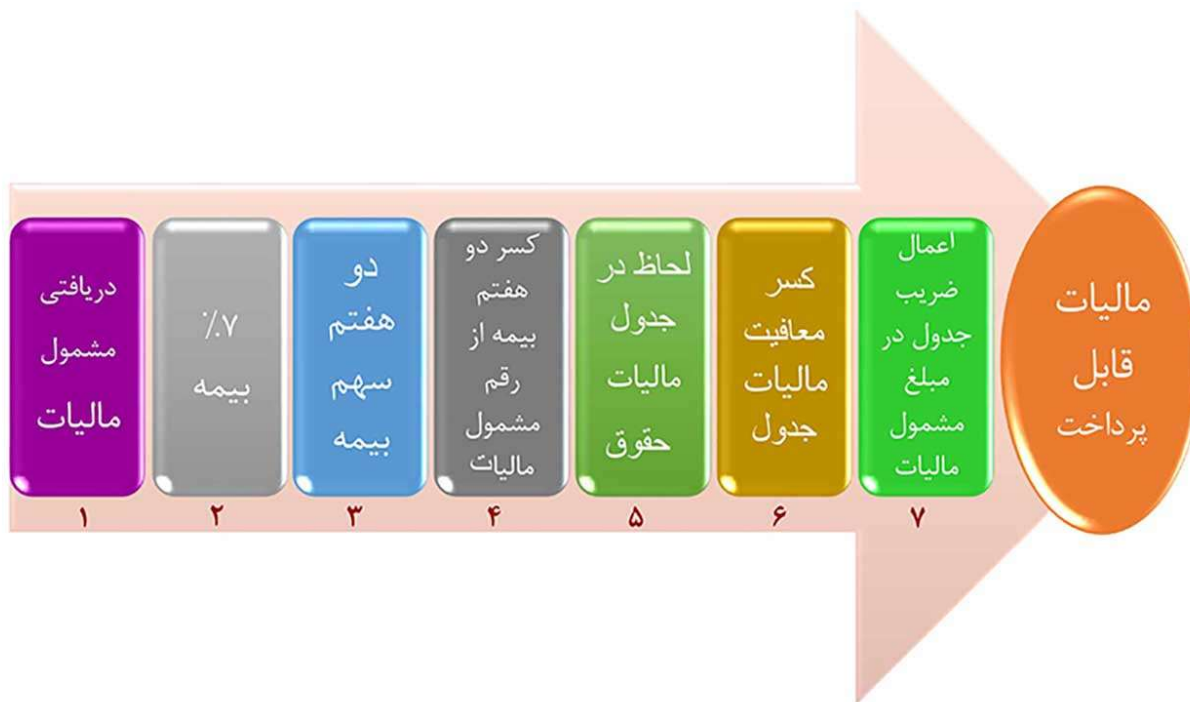 دریافتی
مشمول
مالیات
۷٪
بیمه
دو
هفتم
سهم
بیمه
کسر دو
هفتم
بیمه از
رقم
مشمول
مالیات
لحاظ در
جدول
مالیات
حقوق
کسر
معافیت
مالیات
جدول
اعمال
ضریب
جدول در
مبلغ
مشمول
مالیات
مالیات
قابل
پرداخت
۱ ۲ ۳ ۴ ۵ ۶ ۷